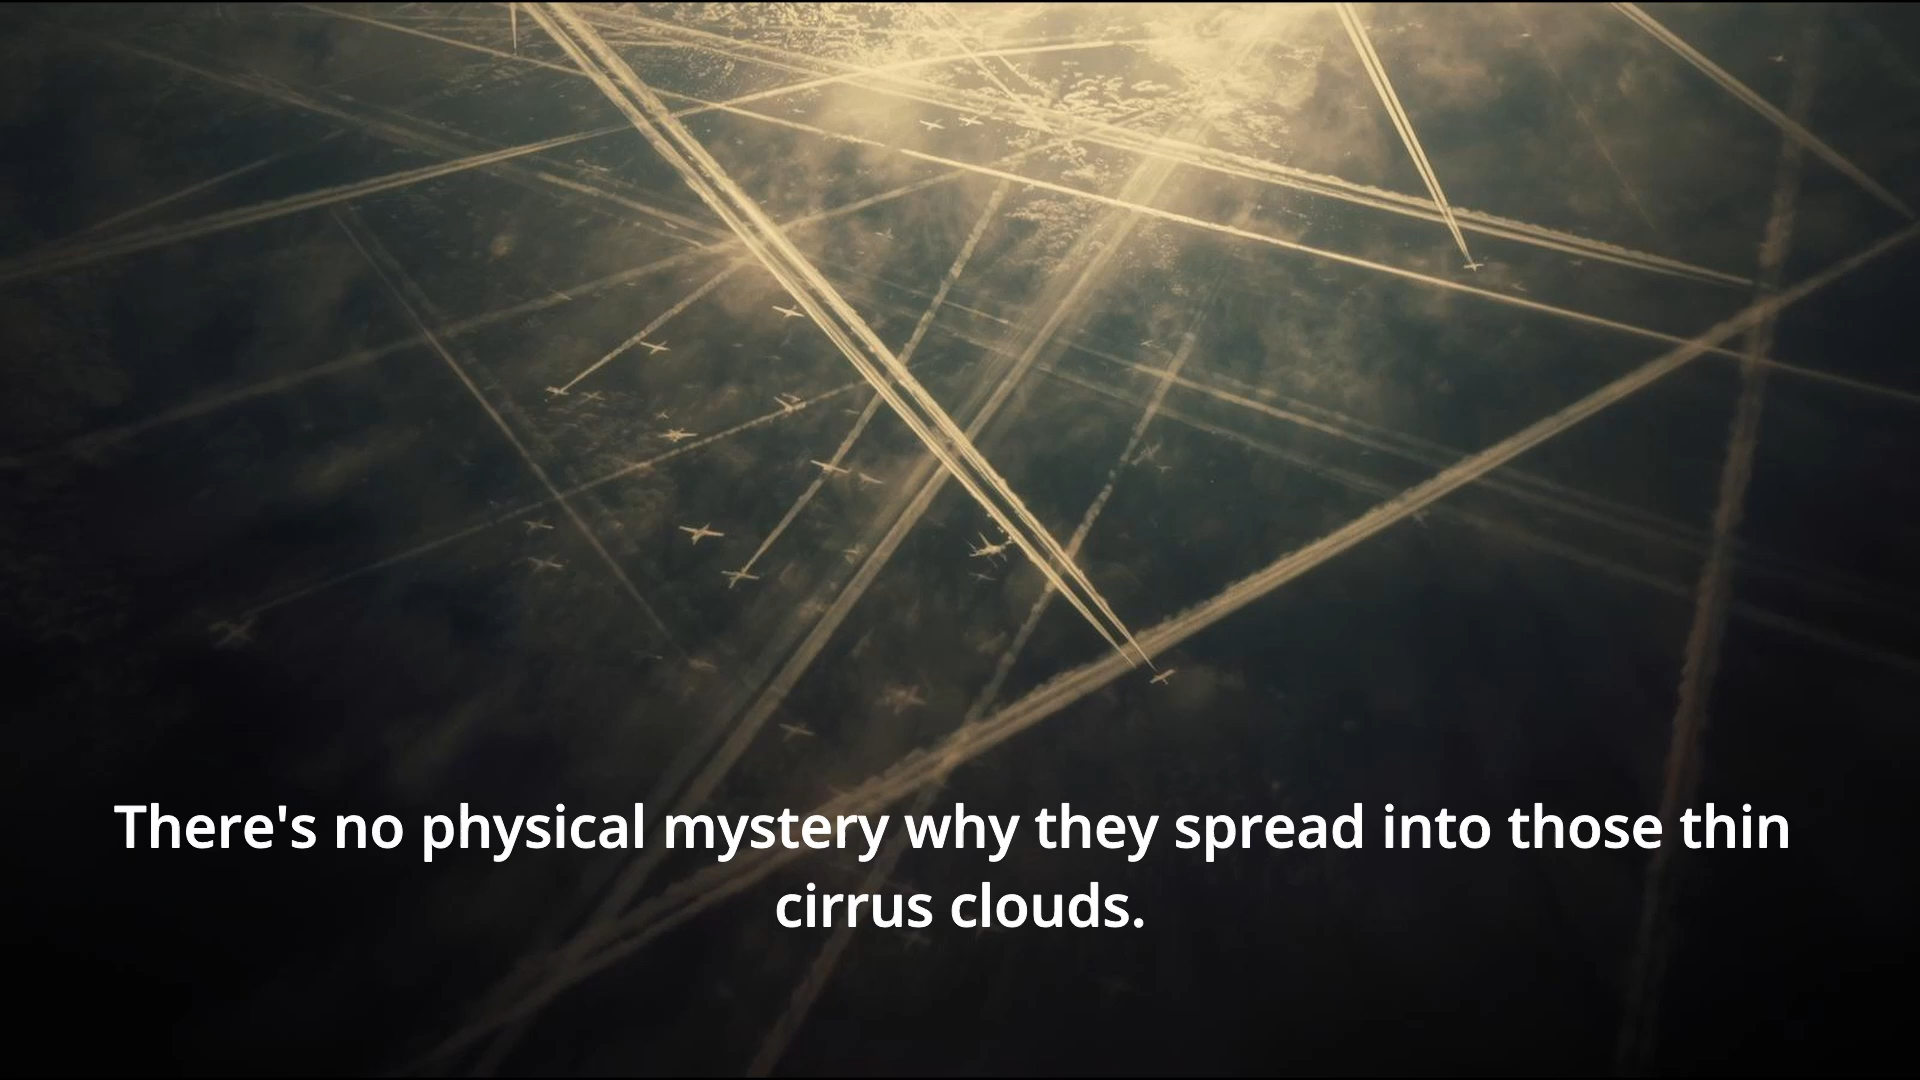 There's no physical mystery why they spread into those thin
cirrus clouds.